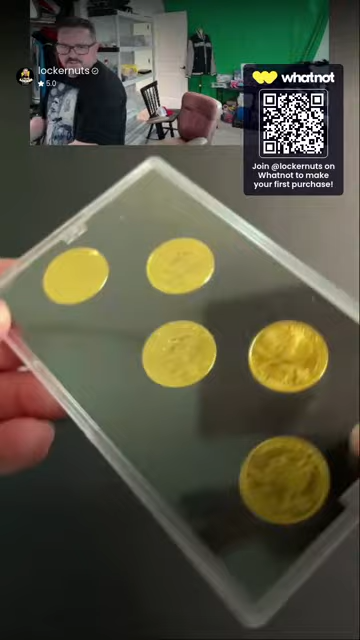 lockernuts
★ 5.0
whatnot
Join @lockernuts on
Whatnot to make
your first purchase!